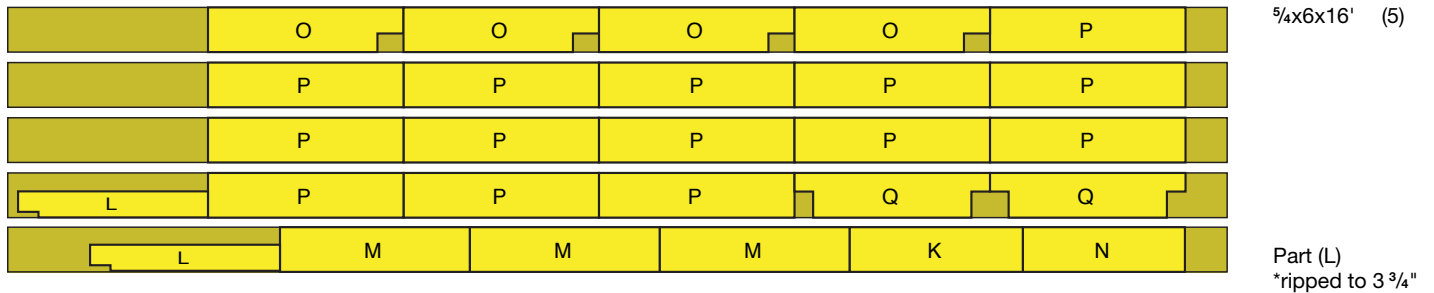 O O O O P ⁵⁄₄x6x16' (5)
P P P P P
P P P P P
L P P P Q Q
L M M M K N
Part (L)
*ripped to 3 ³⁄₄"